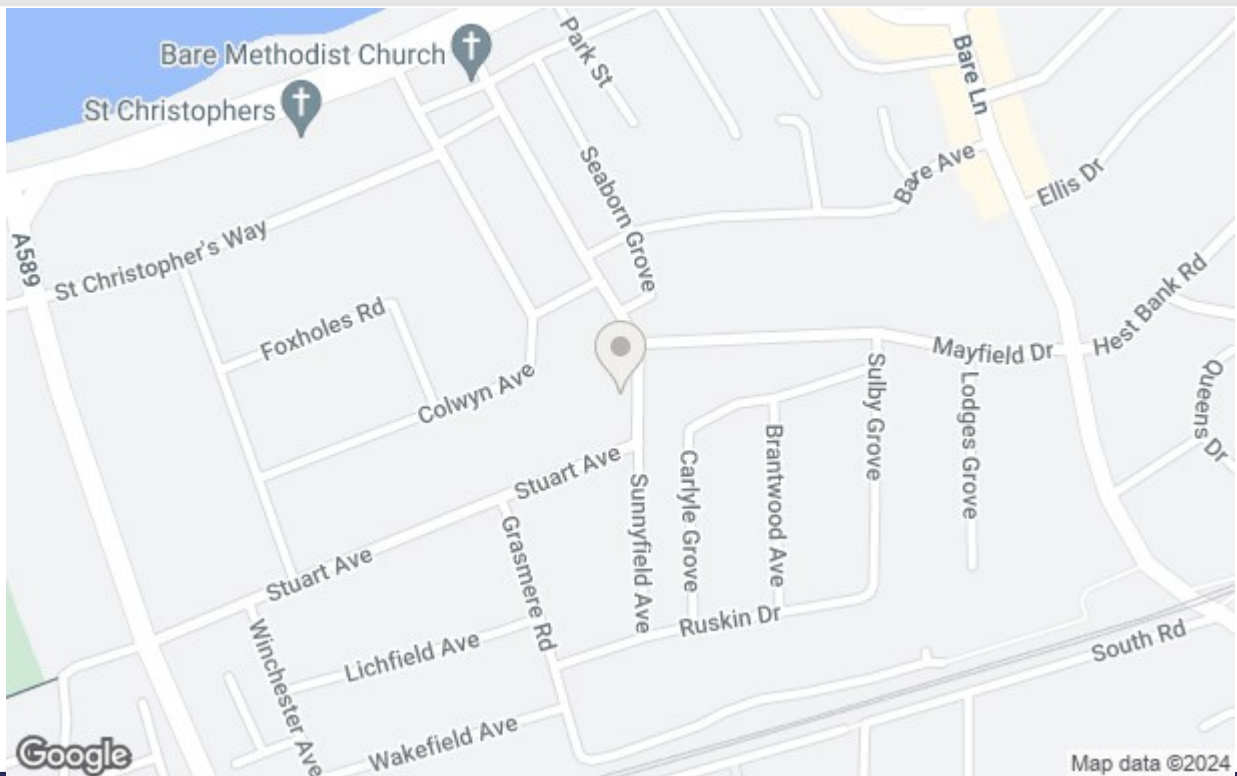 Bare Methodist Church
St Christophers
Park St
Bare Ln
Seaborn Grove
Bare Ave
Ellis Dr
A589
St Christopher's Way
Hest Bank Rd
Foxholes Rd
Mayfield Dr
Colwyn Ave
Sulby Grove
Lodges Grove
Queens Dr
Brantwood Ave
Carlyle Grove
Stuart Ave
Sunnyfield Ave
Grasmere Rd
Stuart Ave
Ruskin Dr
South Rd
Winchester Ave
Lichfield Ave
Wakefield Ave
Google
Map data ©2024